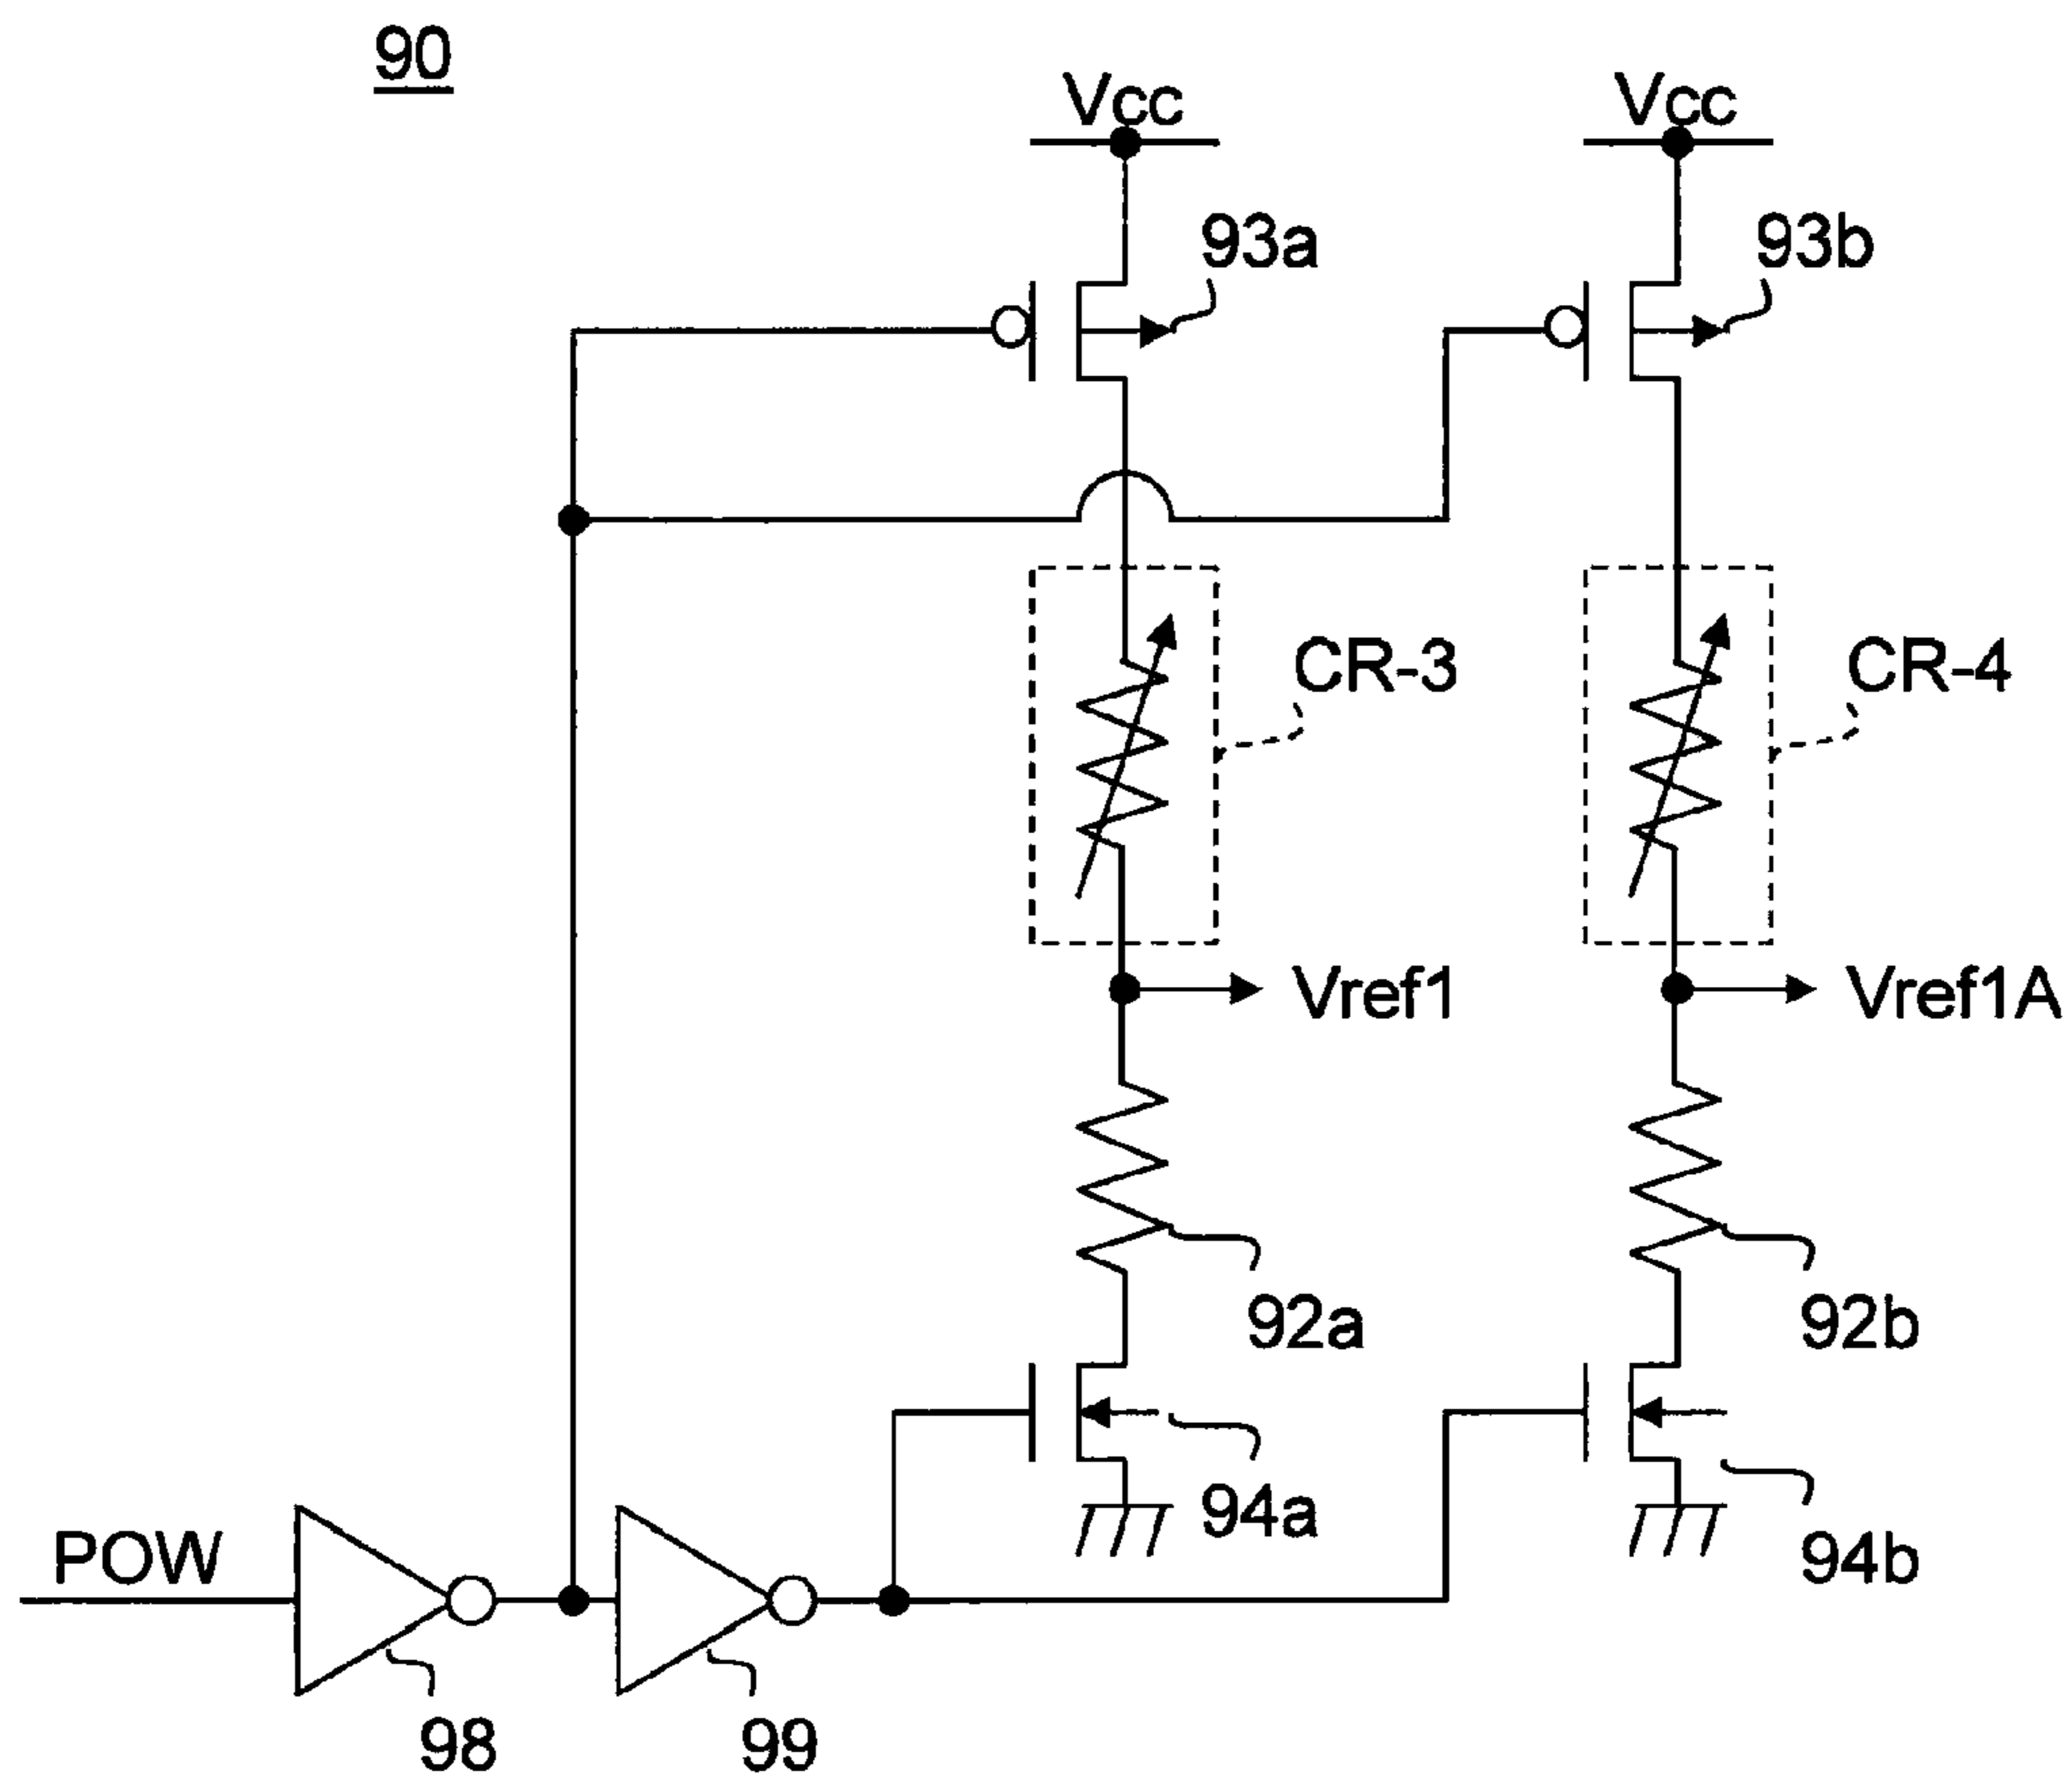 90
Vcc
Vcc
93a
93b
CR-3
CR-4
Vref1
Vref1A
92a
92b
94a
POW
94b
98
99